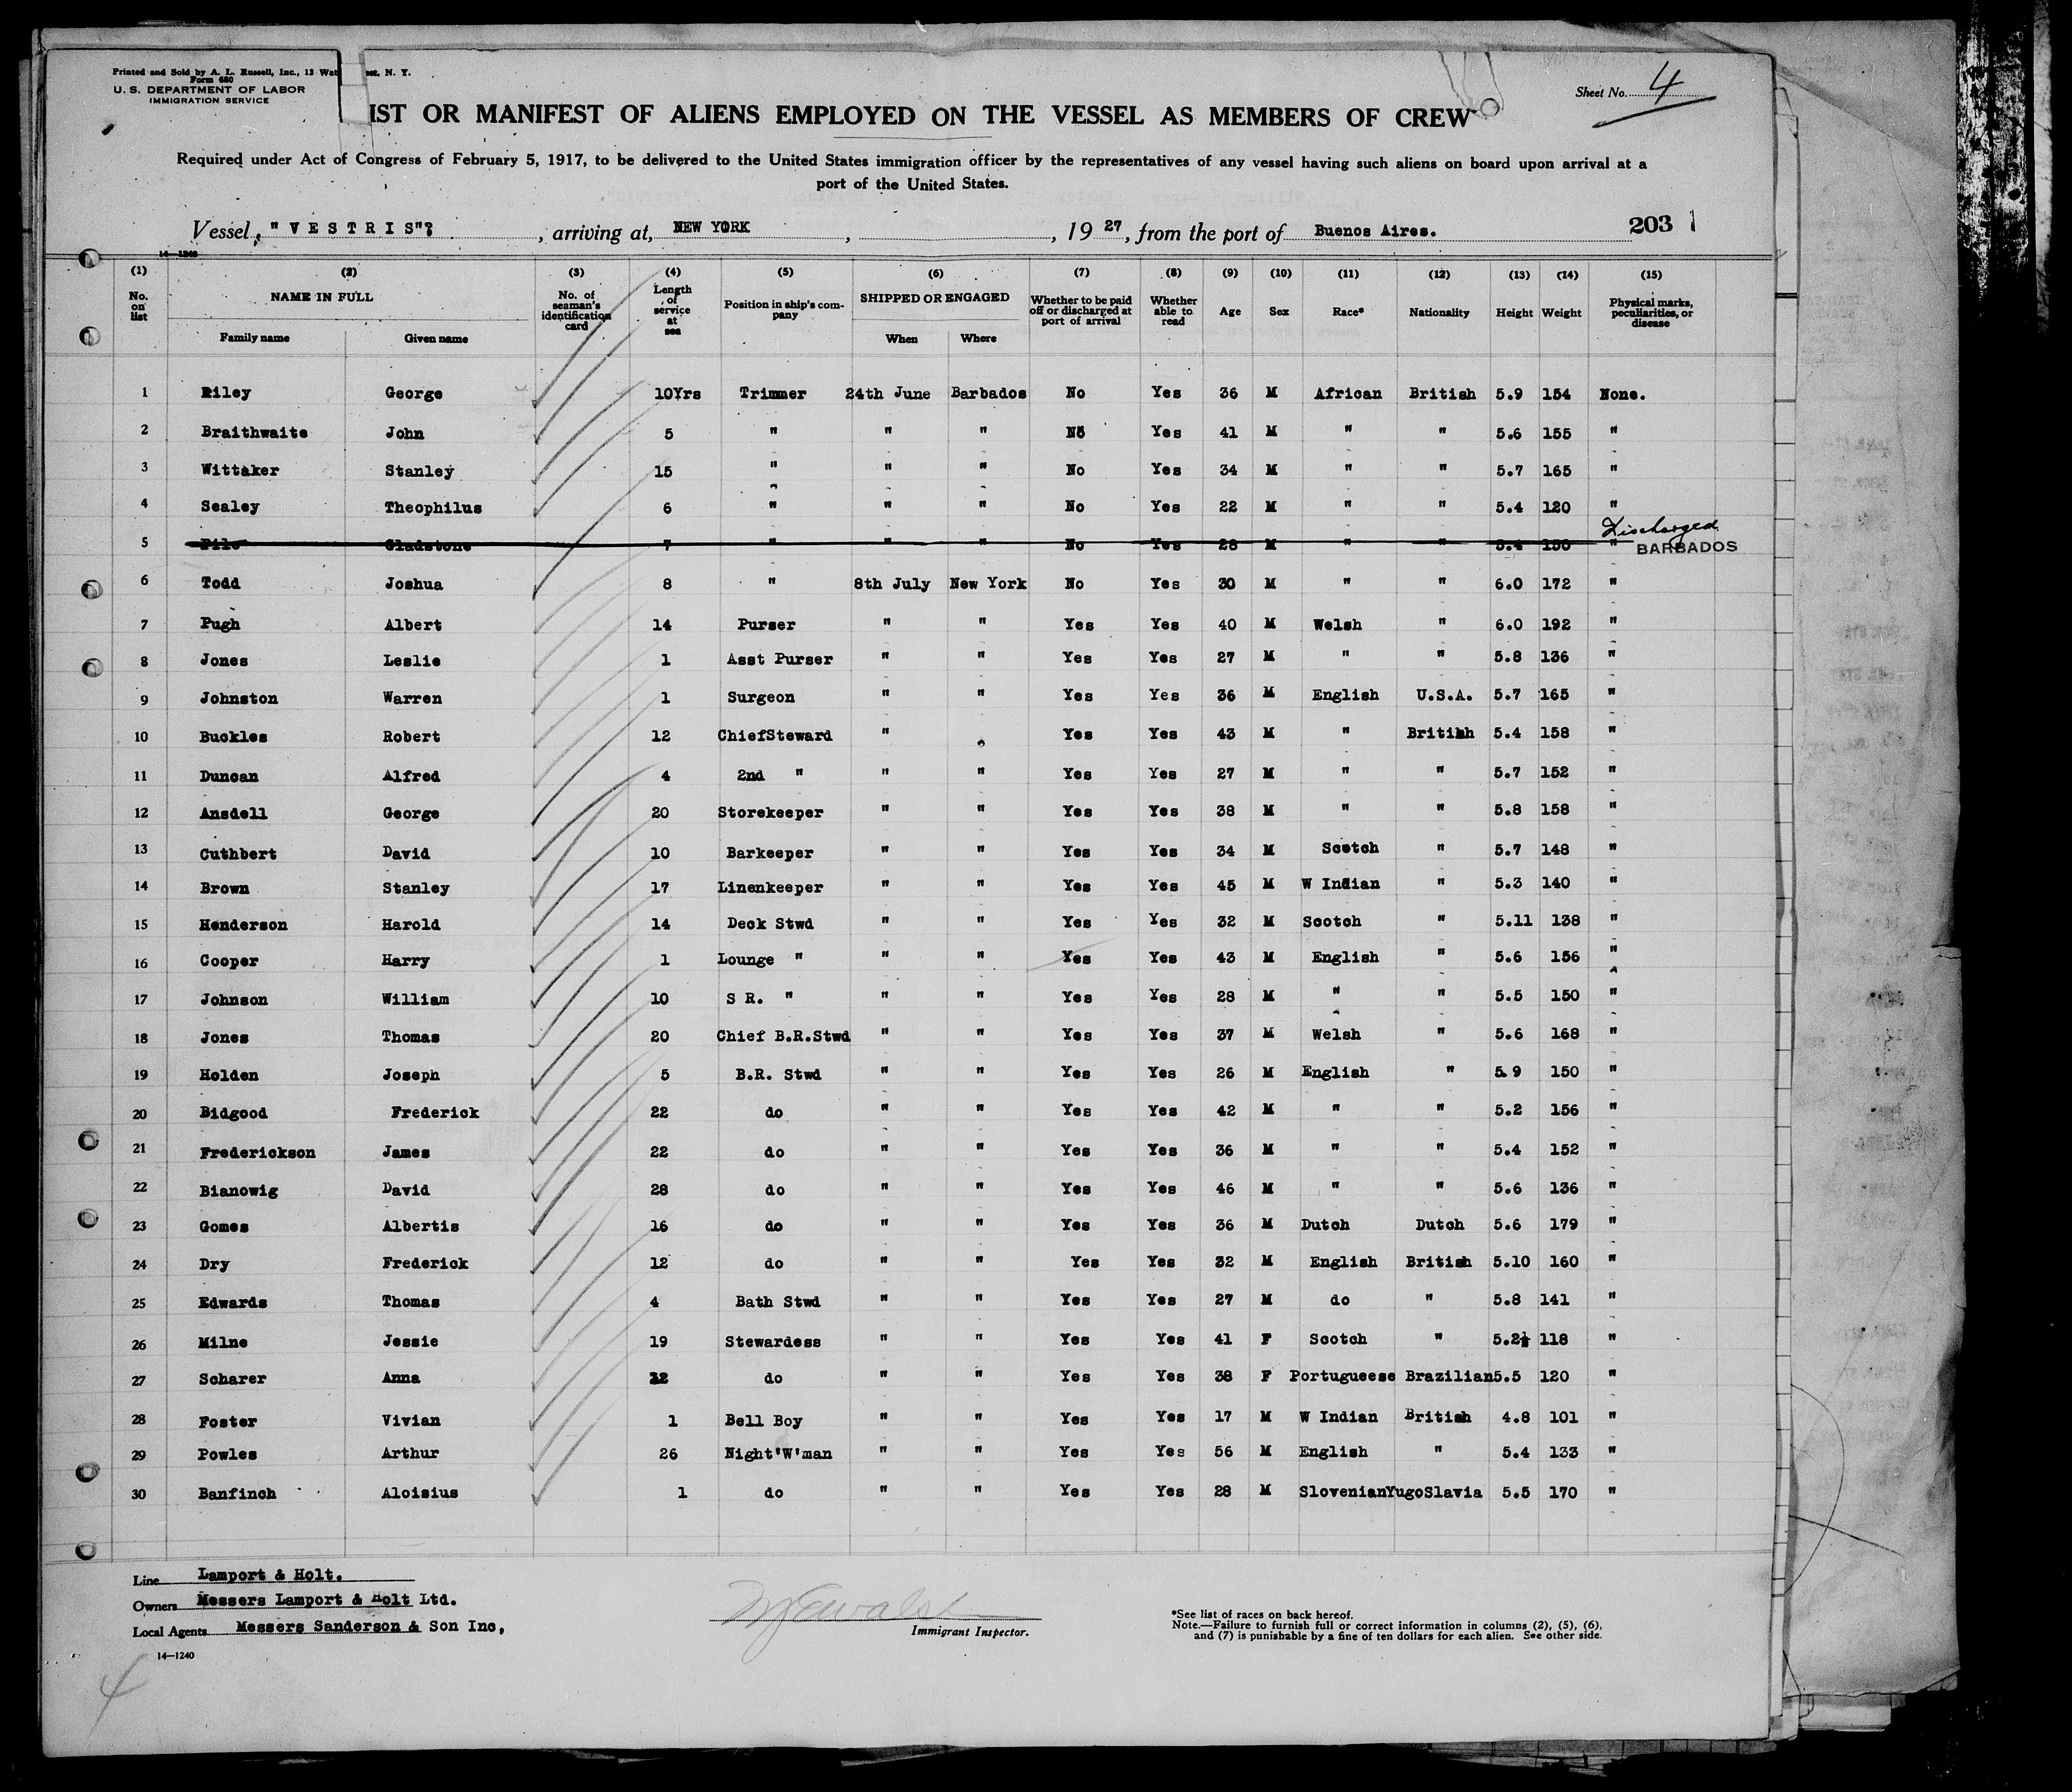 Printed and Sold by A. L. Russell, Inc., 13 Wat et, N. Y.
Form 680
U. S. DEPARTMENT OF LABOR
IMMIGRATION SERVICE
Sheet No. 4
IST OR MANIFEST OF ALIENS EMPLOYED ON THE VESSEL AS MEMBERS OF CREW
Required under Act of Congress of February 5, 1917, to be delivered to the United States immigration officer by the representatives of any vessel having such aliens on board upon arrival at a
port of the United States.
Vessel, "VESTRIS", arriving at, NEW YORK, , 19 27, from the port of Buenos Aires. 203
14—1240
(1) (2) (3) (4) (5) (6) (7) (8) (9) (10) (11) (12) (13) (14) (15)
No. on list NAME IN FULL Family name Given name No. of seaman's identification card Length of service at sea Position in ship's company SHIPPED OR ENGAGED When Where Whether to be paid off or discharged at port of arrival Whether able to read Age Sex Race* Nationality Height Weight Physical marks, peculiarities, or disease
1 Riley George 10Yrs Trimmer 24th June Barbados No Yes 36 M African British 5.9 154 None.
2 Braithwaite John 5 " " " No Yes 41 M " " 5.6 155 "
3 Wittaker Stanley 15 " " " No Yes 34 M " " 5.7 165 "
4 Sealey Theophilus 6 " " " No Yes 22 M " " 5.4 120 "
5 Pile Gladstone 7 " " " No Yes 28 M " " 5.4 150 " Discharged BARBADOS
6 Todd Joshua 8 " 8th July New York No Yes 30 M " " 6.0 172 "
7 Pugh Albert 14 Purser " " Yes Yes 40 M Welsh " 6.0 192 "
8 Jones Leslie 1 Asst Purser " " Yes Yes 27 M " " 5.8 136 "
9 Johnston Warren 1 Surgeon " " Yes Yes 36 M English U.S.A. 5.7 165 "
10 Buckles Robert 12 ChiefSteward " " Yes Yes 43 M " British 5.4 158 "
11 Duncan Alfred 4 2nd " " " Yes Yes 27 M " " 5.7 152 "
12 Ansdell George 20 Storekeeper " " Yes Yes 38 M " " 5.8 158 "
13 Cuthbert David 10 Barkeeper " " Yes Yes 34 M Scotch " 5.7 148 "
14 Brown Stanley 17 Linenkeeper " " Yes Yes 45 M W Indian " 5.3 140 "
15 Henderson Harold 14 Deck Stwd " " Yes Yes 32 M Scotch " 5.11 138 "
16 Cooper Harry 1 Lounge " " " Yes Yes 43 M English " 5.6 156 "
17 Johnson William 10 S R. " " " Yes Yes 28 M " " 5.5 150 "
18 Jones Thomas 20 Chief B.R.Stwd " " Yes Yes 37 M Welsh " 5.6 168 "
19 Holden Joseph 5 B.R. Stwd " " Yes Yes 26 M English " 5.9 150 "
20 Bidgood Frederick 22 do " " Yes Yes 42 M " " 5.2 156 "
21 Frederickson James 22 do " " Yes Yes 36 M " " 5.4 152 "
22 Bianowig David 28 do " " Yes Yes 46 M " " 5.6 136 "
23 Gomes Albertis 16 do " " Yes Yes 36 M Dutch Dutch 5.6 179 "
24 Dry Frederick 12 do " " Yes Yes 32 M English British 5.10 160 "
25 Edwards Thomas 4 Bath Stwd " " Yes Yes 27 M do " 5.8 141 "
26 Milne Jessie 19 Stewardess " " Yes Yes 41 F Scotch " 5.2½ 118 "
27 Scharer Anna 12 do " " Yes Yes 38 F Portugueese Brazilian 5.5 120 "
28 Foster Vivian 1 Bell Boy " " Yes Yes 17 M W Indian British 4.8 101 "
29 Powles Arthur 26 Night'W'man " " Yes Yes 56 M English " 5.4 133 "
30 Banfinch Aloisius 1 do " " Yes Yes 28 M Slovenian YugoSlavia 5.5 170 "
Line Lamport & Holt.
Owners Messers Lamport & Holt Ltd.
Local Agents Messers Sanderson & Son Inc,
Immigrant Inspector.
*See list of races on back hereof.
Note.—Failure to furnish full or correct information in columns (2), (5), (6),
and (7) is punishable by a fine of ten dollars for each alien. See other side.
14—1240
4